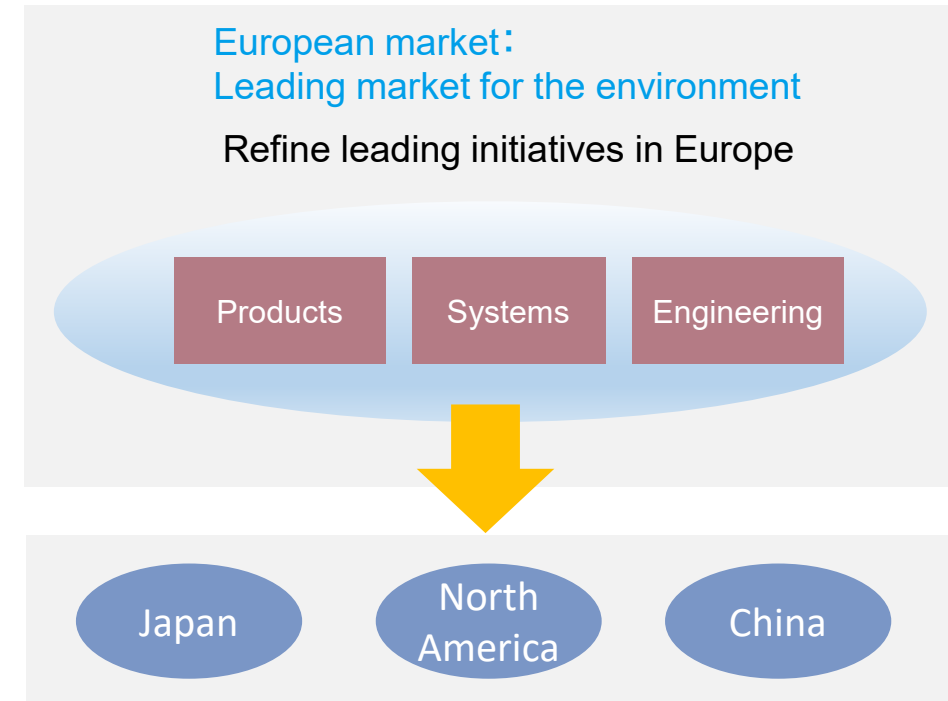 European market：
Leading market for the environment
Refine leading initiatives in Europe
Products
Systems
Engineering
Japan
North
America
China